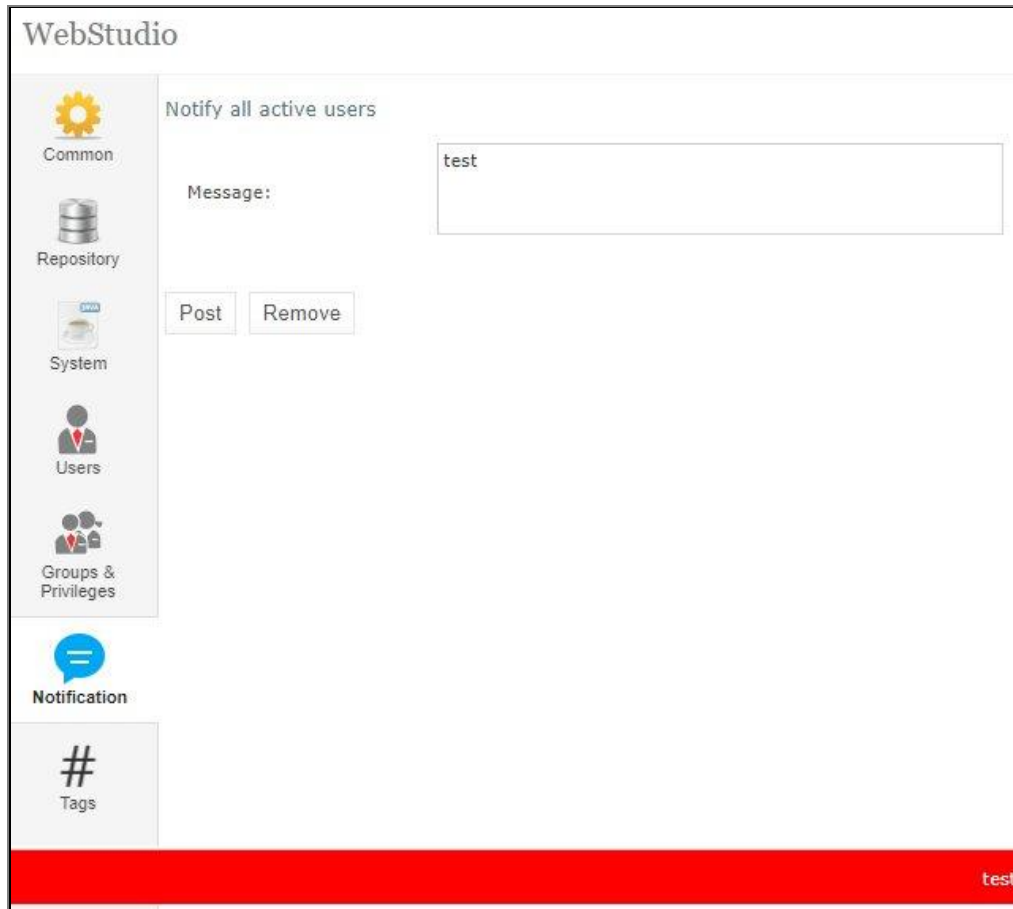 WebStudio
Common
Repository
JAVA
System
Users
Groups &
Privileges
Notification
#
Tags
Notify all active users
Message:
test
Post
Remove
test